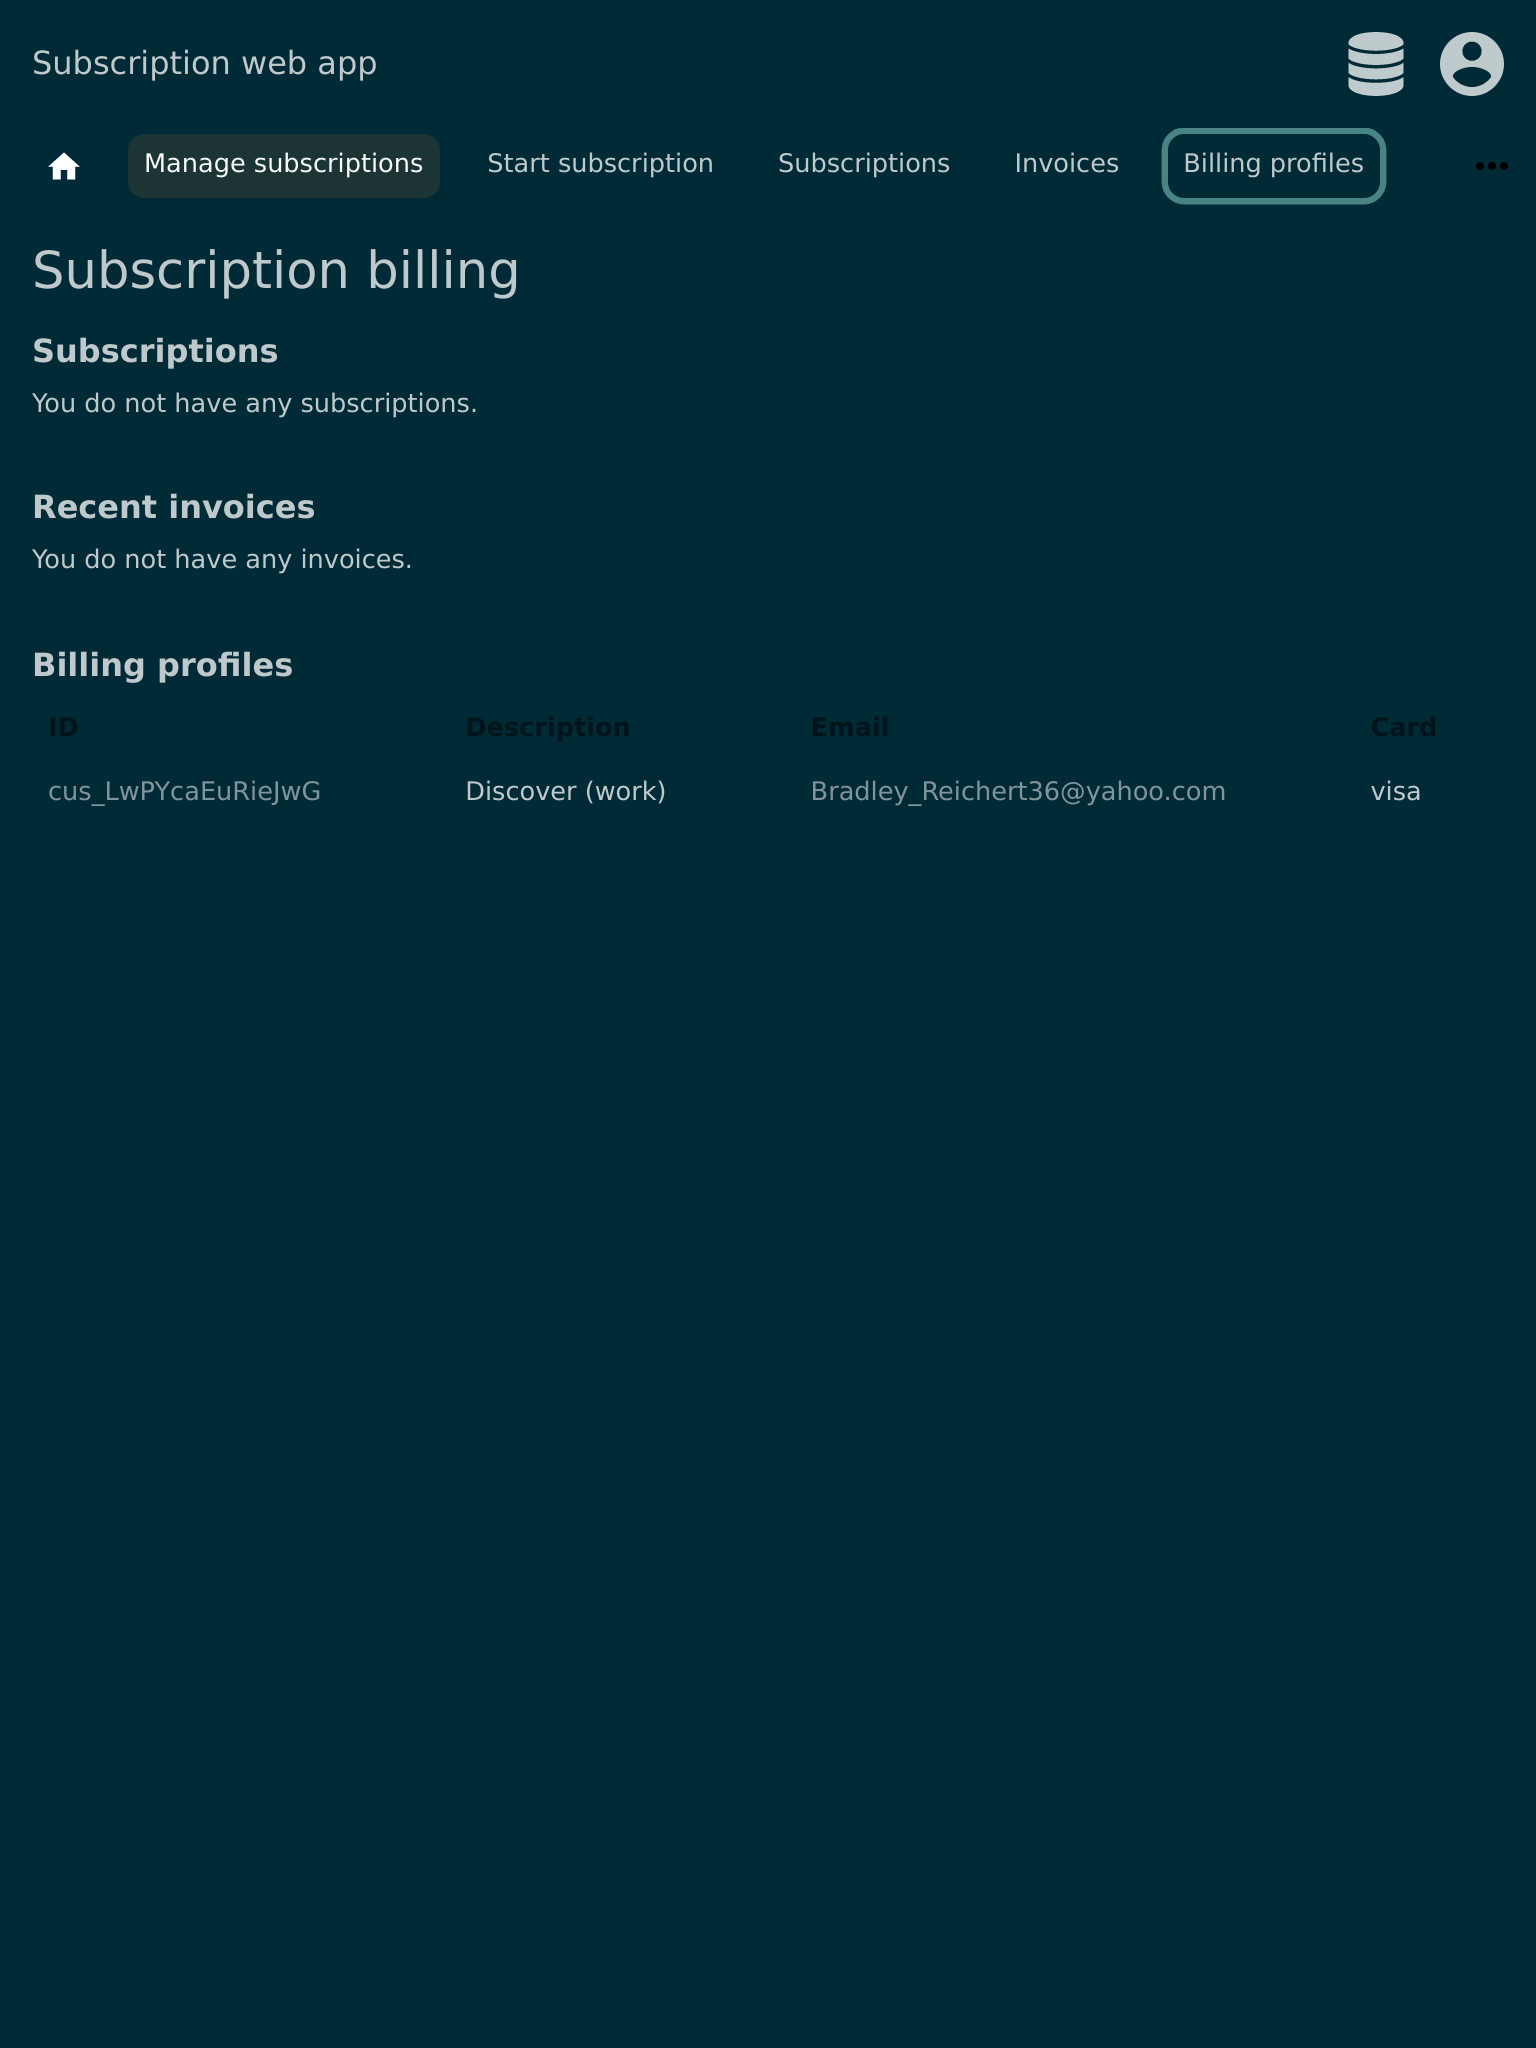 Subscription web app
Manage subscriptions Start subscription Subscriptions Invoices Billing profiles
Subscription billing
Subscriptions
You do not have any subscriptions.
Recent invoices
You do not have any invoices.
Billing profiles
ID Description Email Card
cus_LwPYcaEuRieJwG Discover (work) Bradley_Reichert36@yahoo.com visa